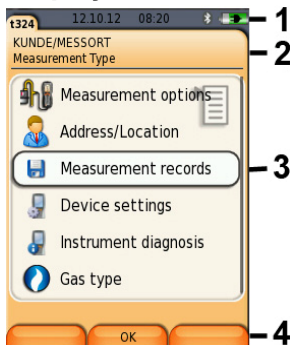 t324 12.10.12 08:20 1
KUNDE/MESSORT
Measurement Type 2
Measurement options
Address/Location
Measurement records 3
Device settings
Instrument diagnosis
Gas type
OK 4